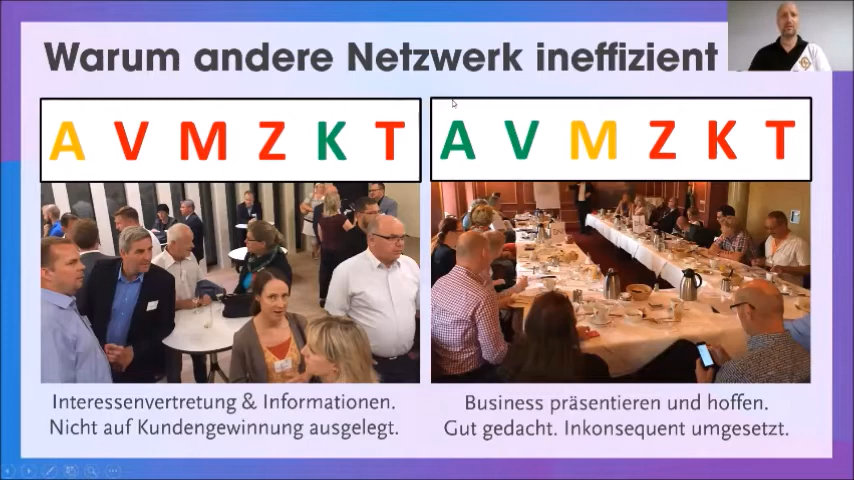 Warum andere Netzwerk ineffizient
A V M Z K T
A V M Z K T
Interessenvertretung & Informationen.
Nicht auf Kundengewinnung ausgelegt.
Business präsentieren und hoffen.
Gut gedacht. Inkonsequent umgesetzt.